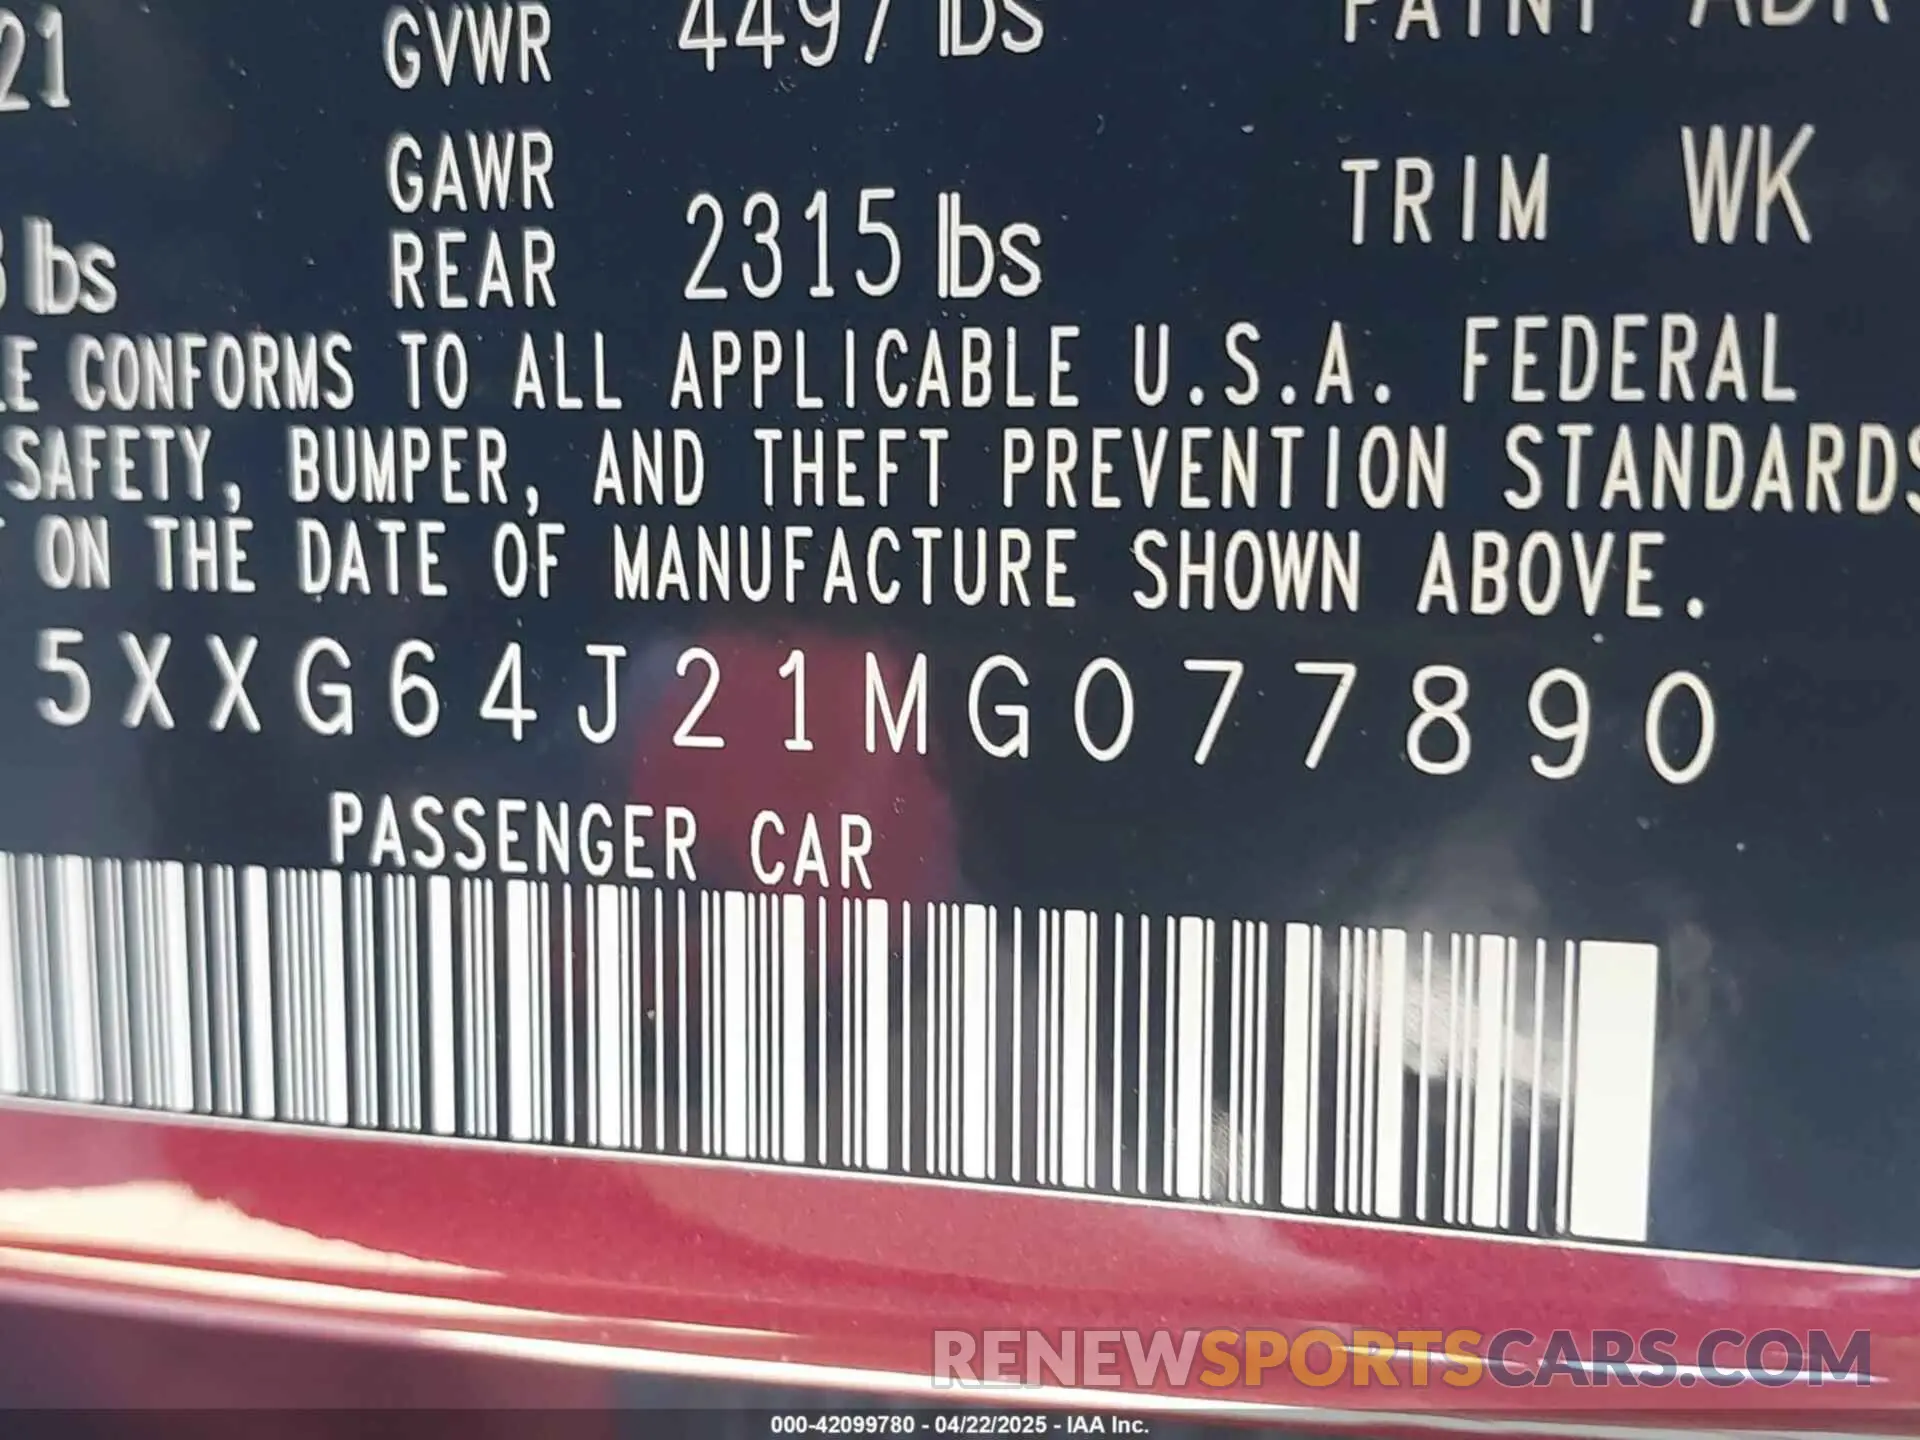 21 GVWR 4497 lbs PAINT
GAWR
REAR 2315 lbs TRIM WK
lbs
CONFORMS TO ALL APPLICABLE U.S.A. FEDERAL
SAFETY, BUMPER, AND THEFT PREVENTION STANDARDS
ON THE DATE OF MANUFACTURE SHOWN ABOVE.
5XXG64J21MG077890
PASSENGER CAR
RENEWSPORTSCARS.COM
000-42099780 - 04/22/2025 - IAA Inc.